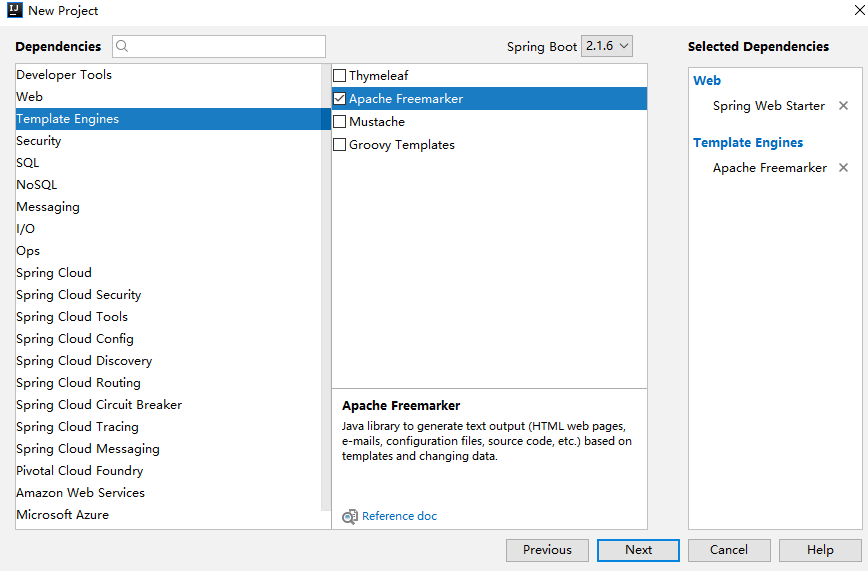 IJ New Project
Dependencies
Spring Boot 2.1.6
Selected Dependencies
Developer Tools
Web
Template Engines
Security
SQL
NoSQL
Messaging
I/O
Ops
Spring Cloud
Spring Cloud Security
Spring Cloud Tools
Spring Cloud Config
Spring Cloud Discovery
Spring Cloud Routing
Spring Cloud Circuit Breaker
Spring Cloud Tracing
Spring Cloud Messaging
Pivotal Cloud Foundry
Amazon Web Services
Microsoft Azure
Thymeleaf
Apache Freemarker
Mustache
Groovy Templates
Apache Freemarker
Java library to generate text output (HTML web pages,
e-mails, configuration files, source code, etc.) based on
templates and changing data.
Reference doc
Web
Spring Web Starter
Template Engines
Apache Freemarker
Previous
Next
Cancel
Help